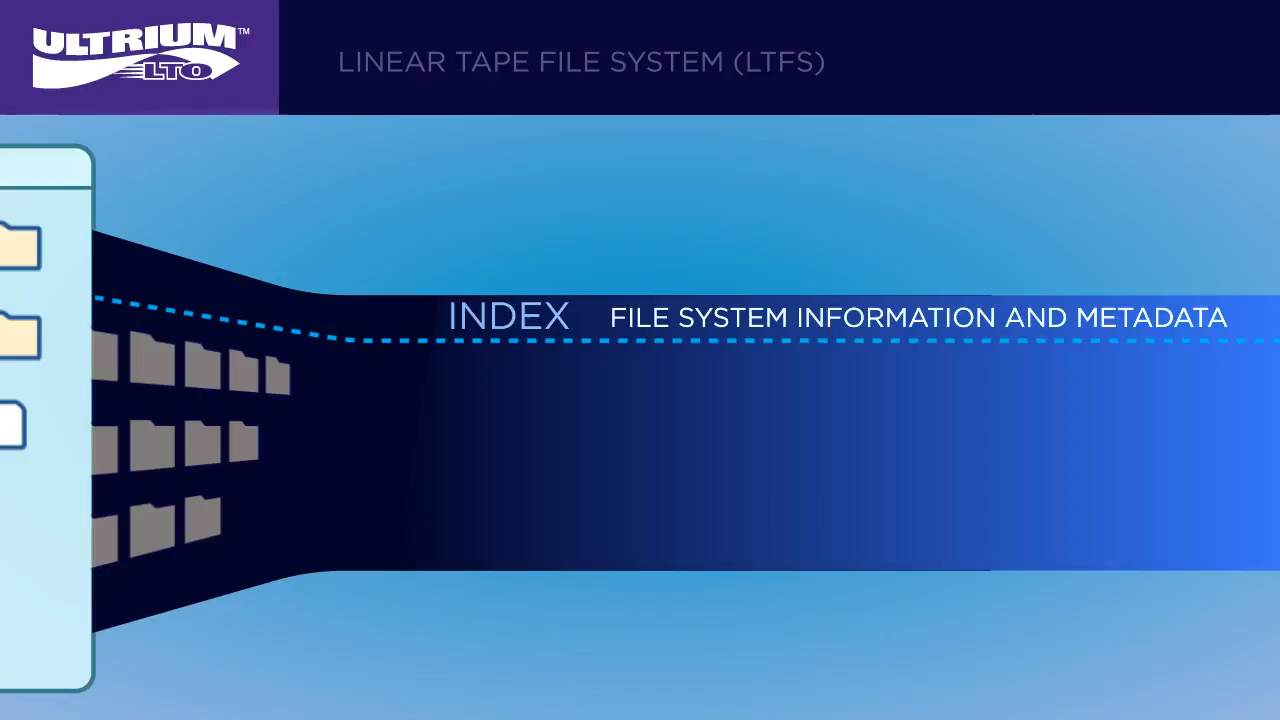 ULTRIUM™
LTO
LINEAR TAPE FILE SYSTEM (LTFS)
INDEX FILE SYSTEM INFORMATION AND METADATA